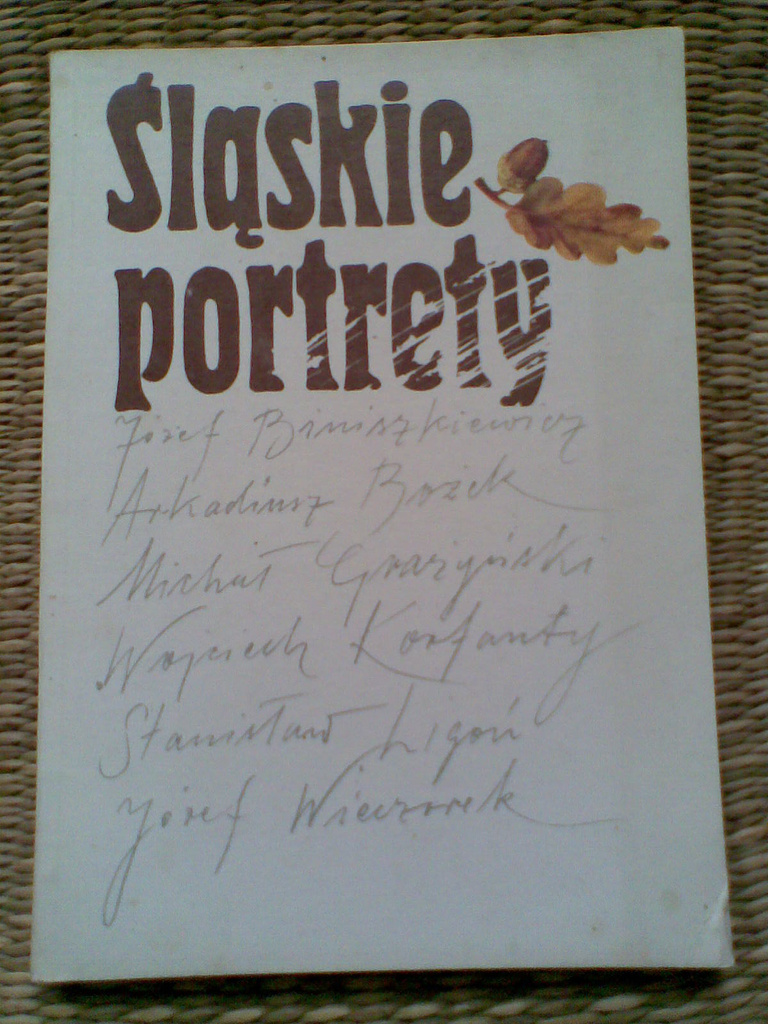 Śląskie
portrety
Józef Biniszkiewicz
Arkadiusz Bożek
Michał Grażyński
Wojciech Korfanty
Stanisław Ligoń
Józef Wieczorek